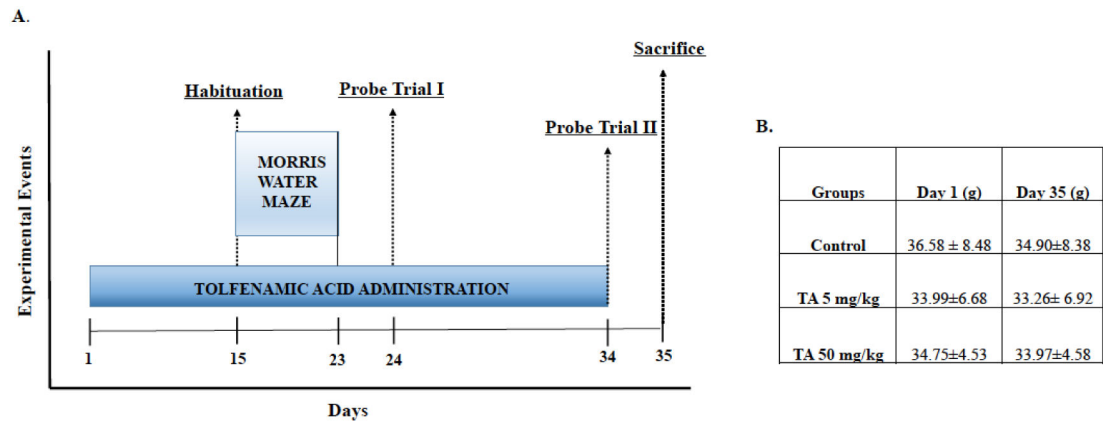 A.
Sacrifice
Habituation
Probe Trial I
Probe Trial II
MORRIS
WATER
MAZE
TOLFENAMIC ACID ADMINISTRATION
Experimental Events
1 15 23 24 34 35
Days
B.
Groups Day 1 (g) Day 35 (g)
Control 36.58 ± 8.48 34.90±8.38
TA 5 mg/kg 33.99±6.68 33.26± 6.92
TA 50 mg/kg 34.75±4.53 33.97±4.58